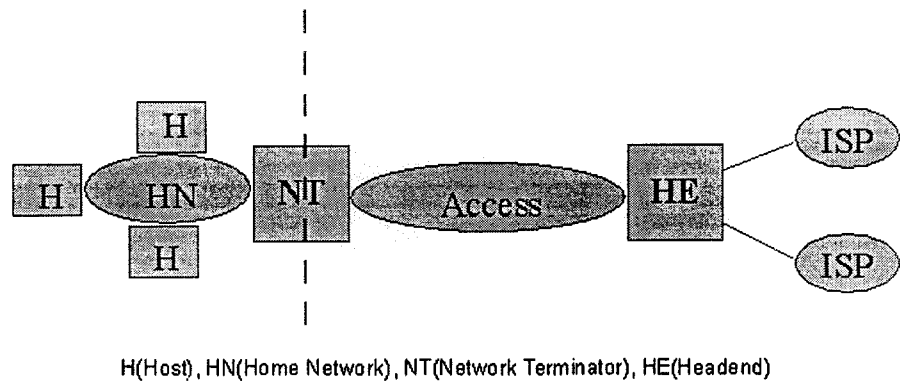 H
ISP
H
HN
NT
Access
HE
H
ISP
H(Host), HN(Home Network), NT(Network Terminator), HE(Headend)